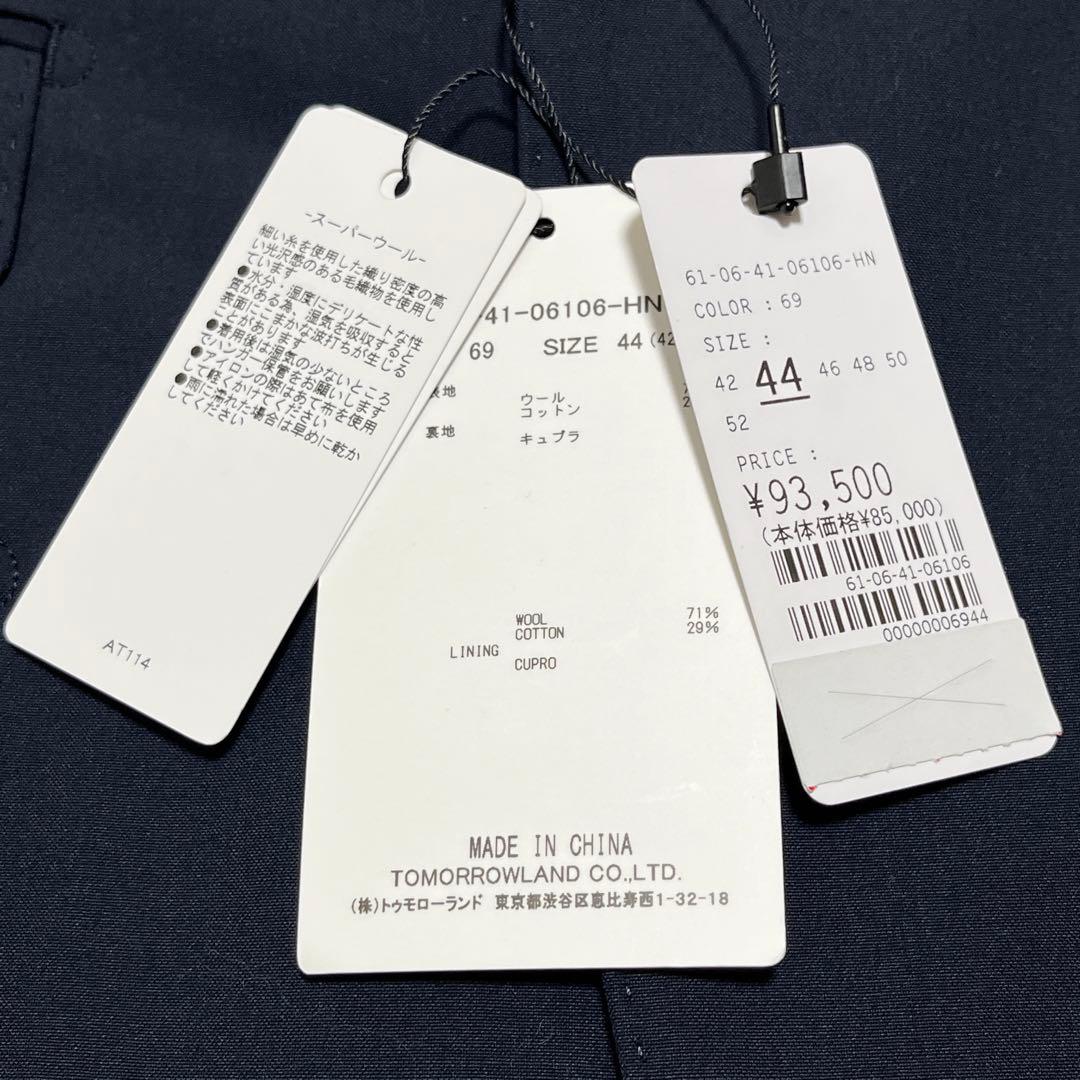 -スーパーウール-
細い糸を使用した織り密度の高
い光沢感のある毛織物を使用し
ています
●水分・湿度にデリケートな性
質がある為、湿気を吸収すると
表面にこまかな波打ちが生じる
ことがあります
●着用後は湿気の少ないところ
でハンガー保管をお願いします
●アイロンの際はあて布を使用
して軽くかけてください
●雨に濡れた場合は早めに乾か
してください
AT114
-41-06106-HN
69 SIZE 44 (42
表地 ウール
コットン 2
裏地 キュプラ
WOOL 71%
COTTON 29%
LINING CUPRO
MADE IN CHINA
TOMORROWLAND CO.,LTD.
(株)トゥモローランド 東京都渋谷区恵比寿西1-32-18
61-06-41-06106-HN
COLOR : 69
SIZE :
42 44 46 48 50
52
PRICE :
¥93,500
(本体価格¥85,000)
61-06-41-06106
00000006944